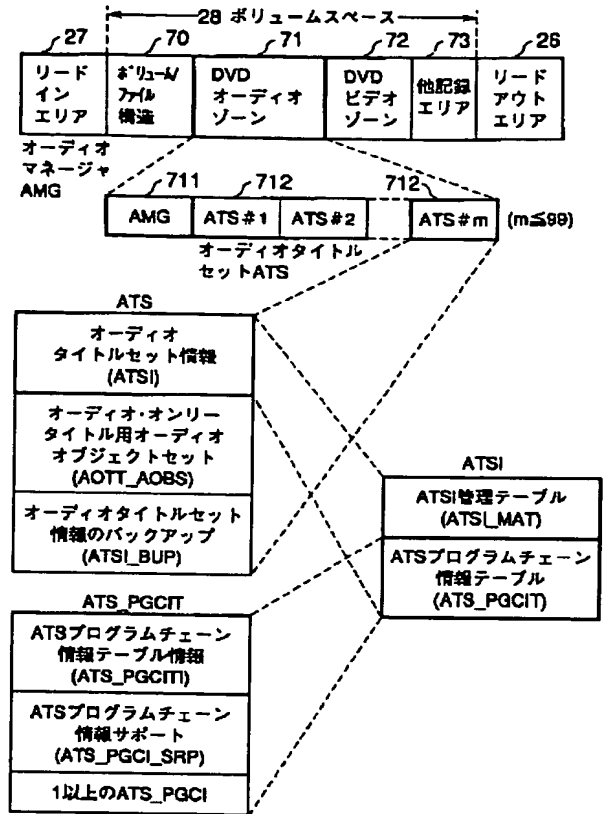 28 ボリュームスペース
27
70
71
72
73
26
リード
イン
エリア
ボリューム/
ファイル
構造
DVD
オーディオ
ゾーン
DVD
ビデオ
ゾーン
他記録
エリア
リード
アウト
エリア
オーディオ
マネージャ
AMG
711
712
712
AMG
ATS#1
ATS#2
ATS#m
(m≦99)
オーディオタイトル
セットATS
ATS
オーディオ
タイトルセット情報
(ATSI)
オーディオ・オンリー
タイトル用オーディオ
オブジェクトセット
(AOTT_AOBS)
オーディオタイトルセット
情報のバックアップ
(ATSI_BUP)
ATSI
ATSI管理テーブル
(ATSI_MAT)
ATSプログラムチェーン
情報テーブル
(ATS_PGCIT)
ATS_PGCIT
ATSプログラムチェーン
情報テーブル情報
(ATS_PGCITI)
ATSプログラムチェーン
情報サポート
(ATS_PGCI_SRP)
1以上のATS_PGCI